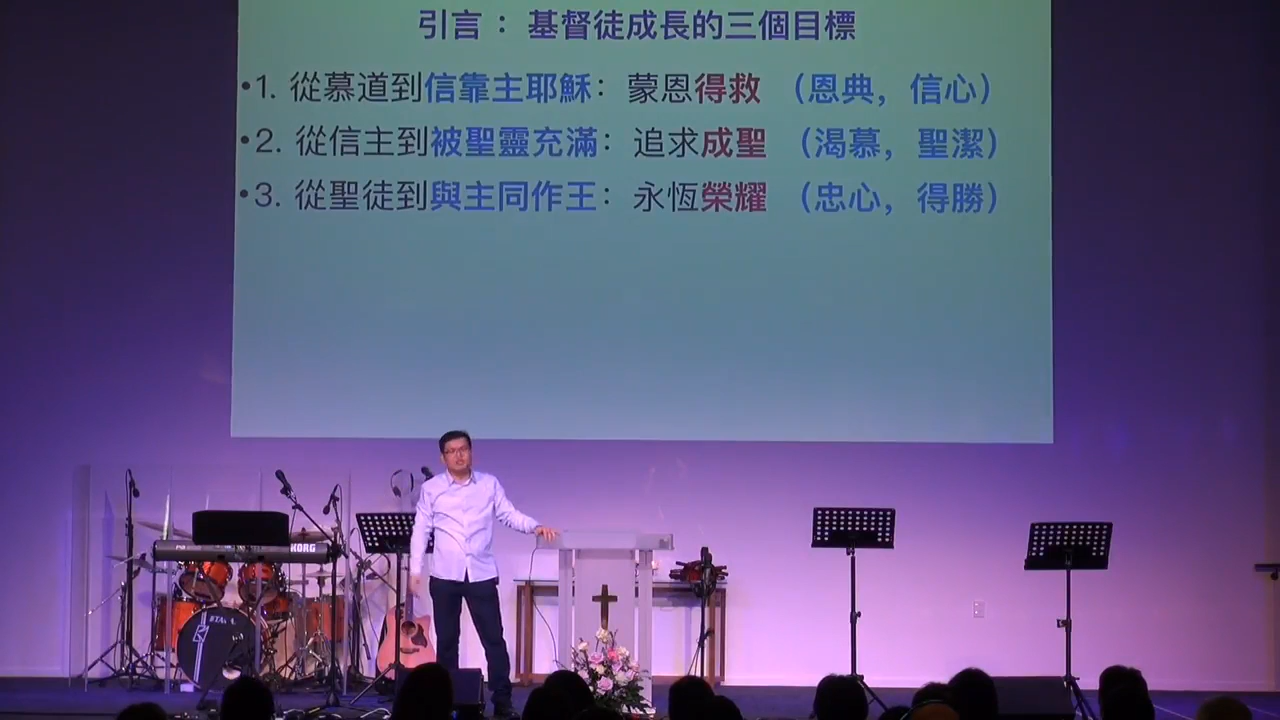 引言： 基督徒成長的三個目標
•1. 從慕道到信靠主耶穌：蒙恩得救 （恩典，信心）
•2. 從信主到被聖靈充滿：追求成聖 （渴慕，聖潔）
•3. 從聖徒到與主同作王：永恆榮耀 （忠心，得勝）
KORG